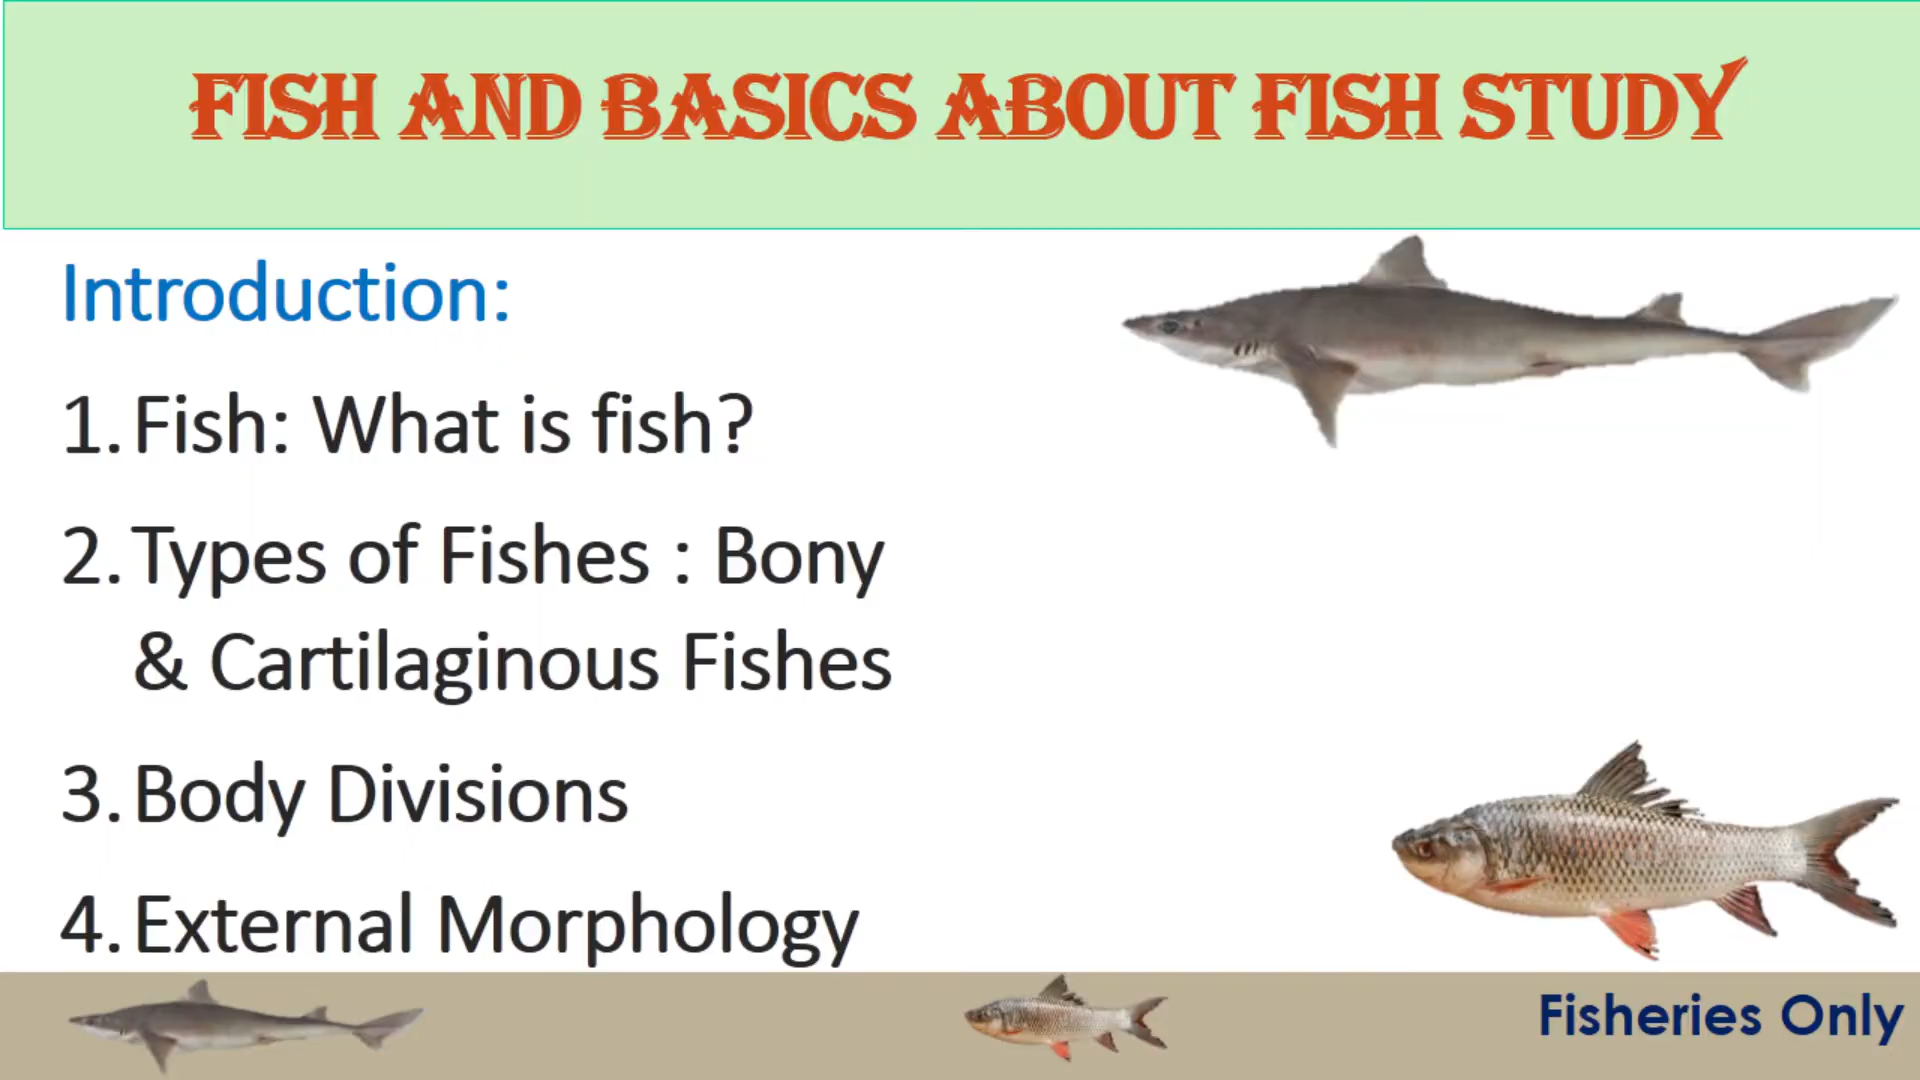 FISH AND BASICS ABOUT FISH STUDY
Introduction:
1. Fish: What is fish?
2. Types of Fishes : Bony
& Cartilaginous Fishes
3. Body Divisions
4. External Morphology
Fisheries Only